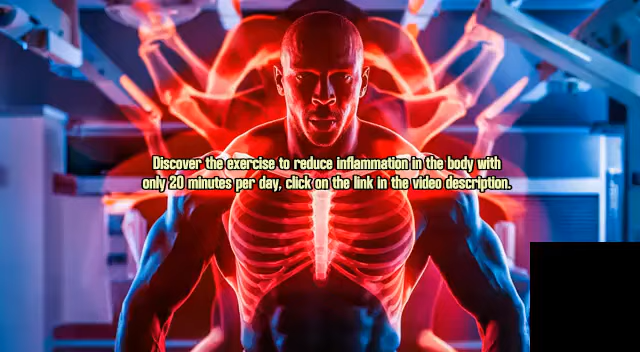 Discover the exercise to reduce inflammation in the body with
only 20 minutes per day, click on the link in the video description.